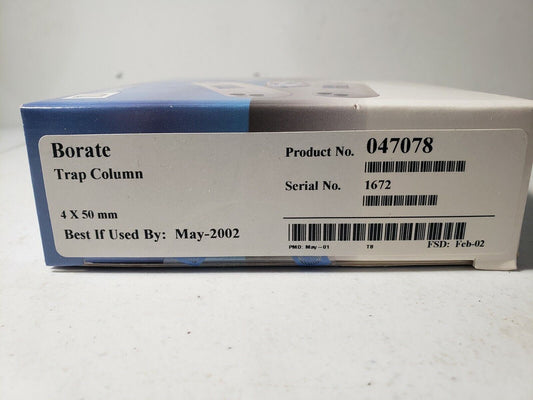 Borate
Trap Column
4 X 50 mm
Best If Used By: May-2002
Product No. 047078
Serial No. 1672
PMD: May-01 TB
FSD: Feb-02